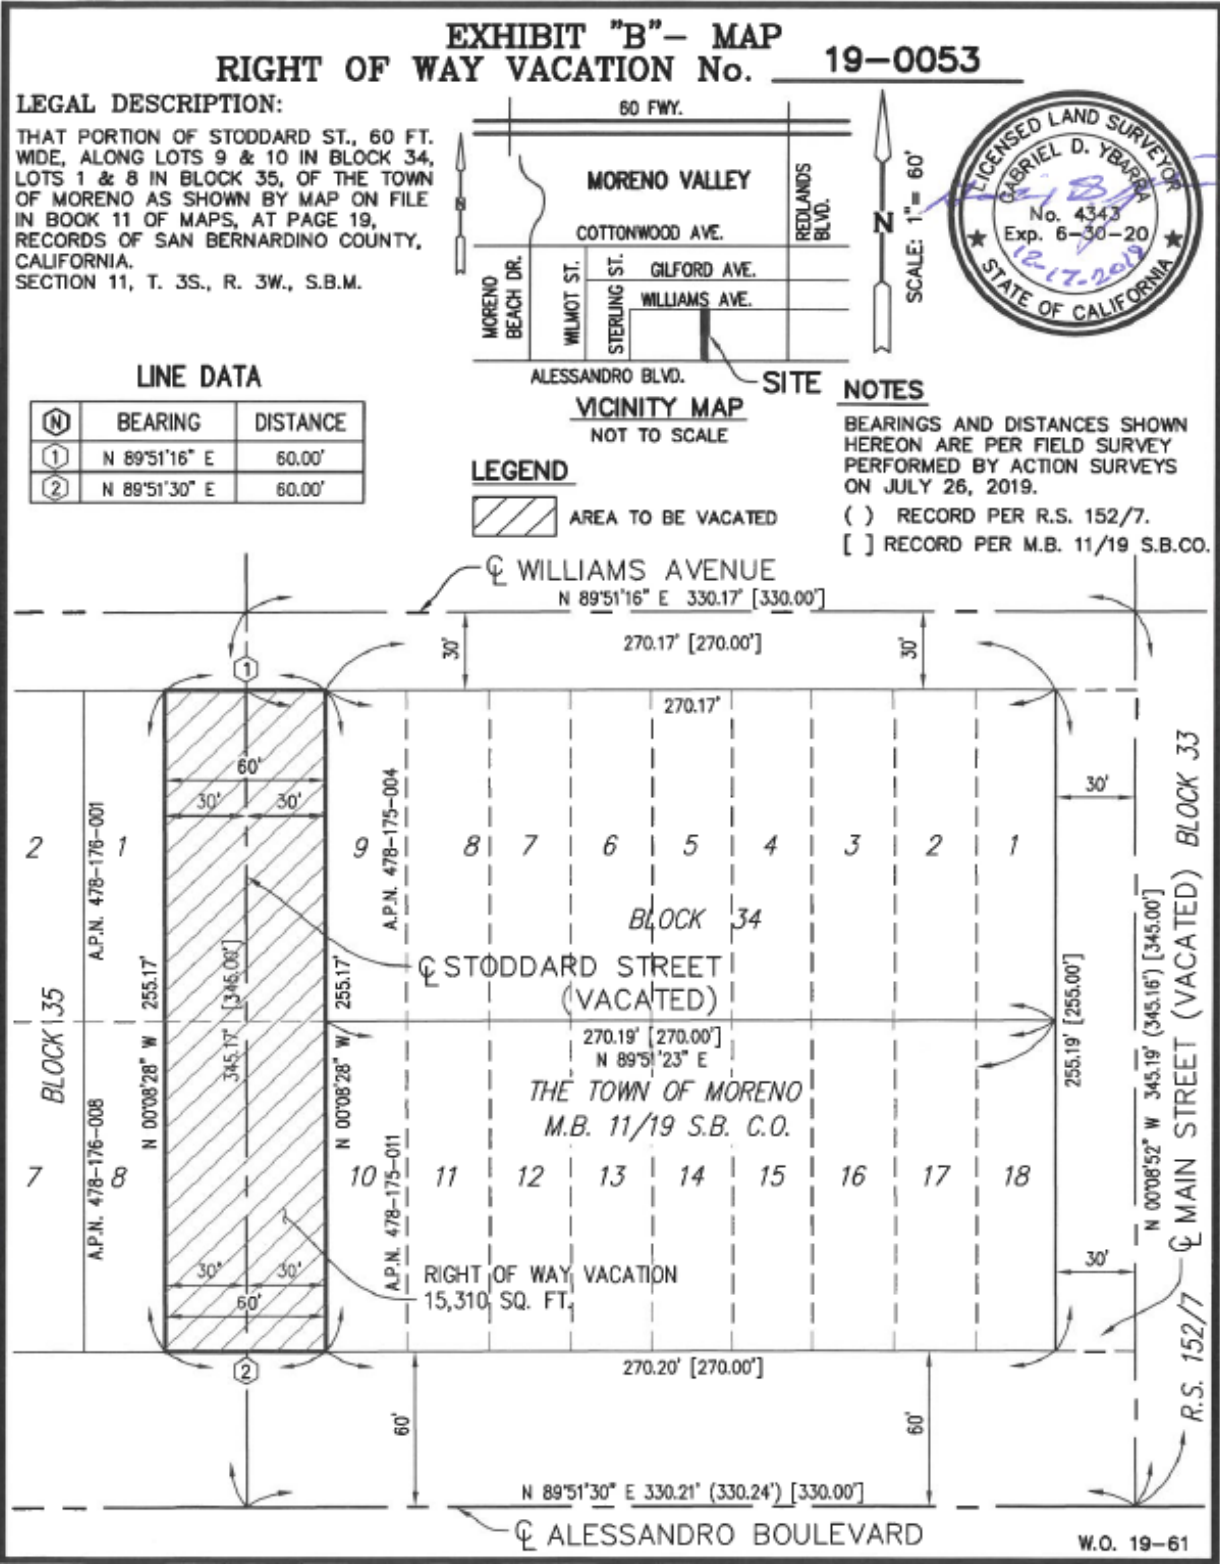 EXHIBIT "B"- MAP
RIGHT OF WAY VACATION No. 19-0053
LEGAL DESCRIPTION:
THAT PORTION OF STODDARD ST., 60 FT.
WIDE, ALONG LOTS 9 & 10 IN BLOCK 34,
LOTS 1 & 8 IN BLOCK 35, OF THE TOWN
OF MORENO AS SHOWN BY MAP ON FILE
IN BOOK 11 OF MAPS, AT PAGE 19,
RECORDS OF SAN BERNARDINO COUNTY,
CALIFORNIA.
SECTION 11, T. 3S., R. 3W., S.B.M.
60 FWY.
MORENO VALLEY
REDLANDS
BLVD.
COTTONWOOD AVE.
MORENO
BEACH DR.
WILMOT ST.
STERLING ST.
GILFORD AVE.
WILLIAMS AVE.
ALESSANDRO BLVD.
SITE
N
VICINITY MAP
NOT TO SCALE
N
SCALE: 1"= 60'
LICENSED LAND SURVEYOR
GABRIEL D. YBARRA
No. 4343
Exp. 6-30-20
12-17-2019
STATE OF CALIFORNIA
LINE DATA
N BEARING DISTANCE
1 N 89°51'16" E 60.00'
2 N 89°51'30" E 60.00'
LEGEND
AREA TO BE VACATED
NOTES
BEARINGS AND DISTANCES SHOWN
HEREON ARE PER FIELD SURVEY
PERFORMED BY ACTION SURVEYS
ON JULY 26, 2019.
( ) RECORD PER R.S. 152/7.
[ ] RECORD PER M.B. 11/19 S.B.CO.
℄ WILLIAMS AVENUE
N 89°51'16" E 330.17' [330.00']
30'
270.17' [270.00']
30'
1
270.17'
60'
30' 30'
30'
2
A.P.N. 478-176-001
1
9
A.P.N. 478-175-004
8 7 6 5 4 3 2 1
BLOCK 34
℄ STODDARD STREET
(VACATED)
BLOCK 35
N 00°08'28" W 255.17'
345.17' [345.00']
N 00°08'28" W 255.17'
270.19' [270.00']
N 89°51'23" E
THE TOWN OF MORENO
M.B. 11/19 S.B. C.O.
255.19' [255.00']
N 00°08'52" W 345.19' (345.16') [345.00']
℄ MAIN STREET (VACATED) BLOCK 33
R.S. 152/7
7
A.P.N. 478-176-008
8
10
A.P.N. 478-175-011
11 12 13 14 15 16 17 18
30' 30'
60'
30'
RIGHT OF WAY VACATION
15,310 SQ. FT.
2
270.20' [270.00']
60'
60'
N 89°51'30" E 330.21' (330.24') [330.00']
℄ ALESSANDRO BOULEVARD
W.O. 19-61